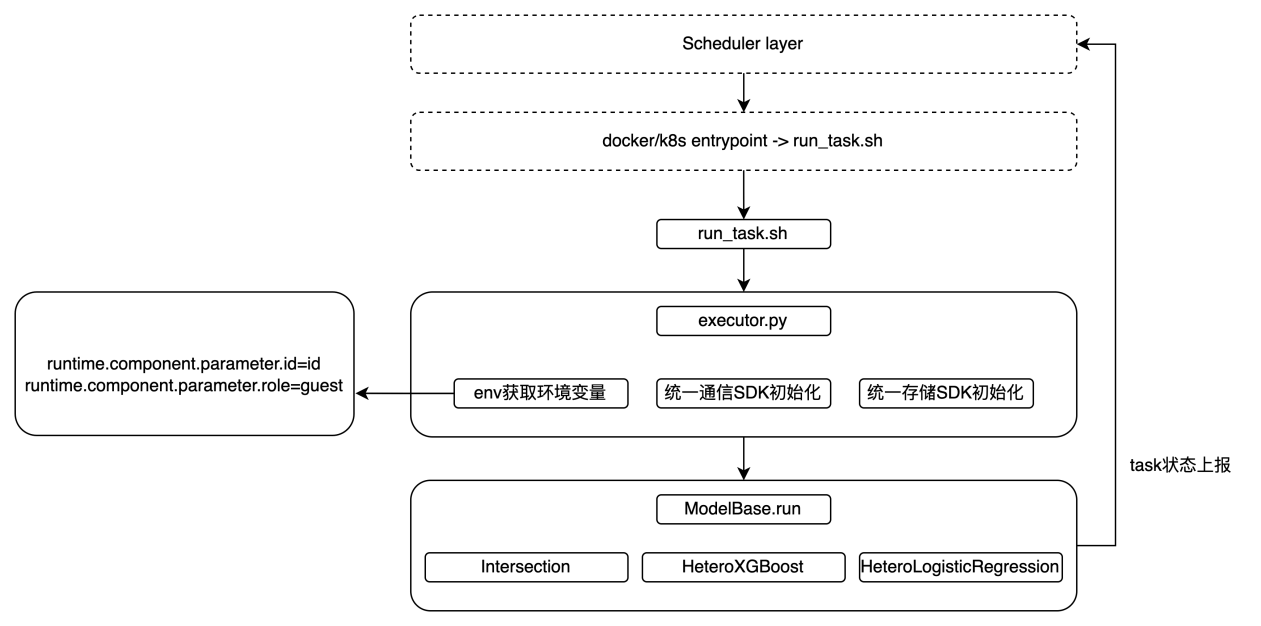 Scheduler layer
docker/k8s entrypoint -> run_task.sh
run_task.sh
executor.py
runtime.component.parameter.id=id
runtime.component.parameter.role=guest
env获取环境变量
统一通信SDK初始化
统一存储SDK初始化
task状态上报
ModelBase.run
Intersection
HeteroXGBoost
HeteroLogisticRegression